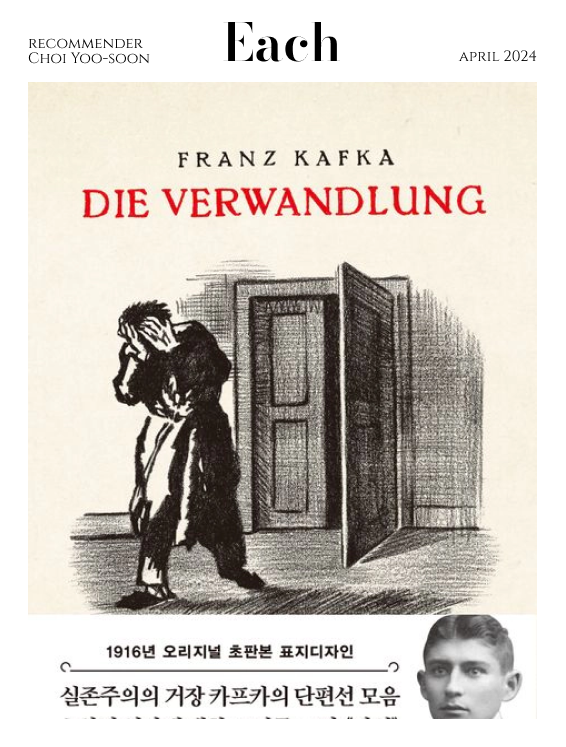 RECOMMENDER
CHOI YOO-SOON
Each
APRIL 2024
FRANZ KAFKA
DIE VERWANDLUNG
1916년 오리지널 초판본 표지디자인
실존주의의 거장 카프카의 단편선 모음